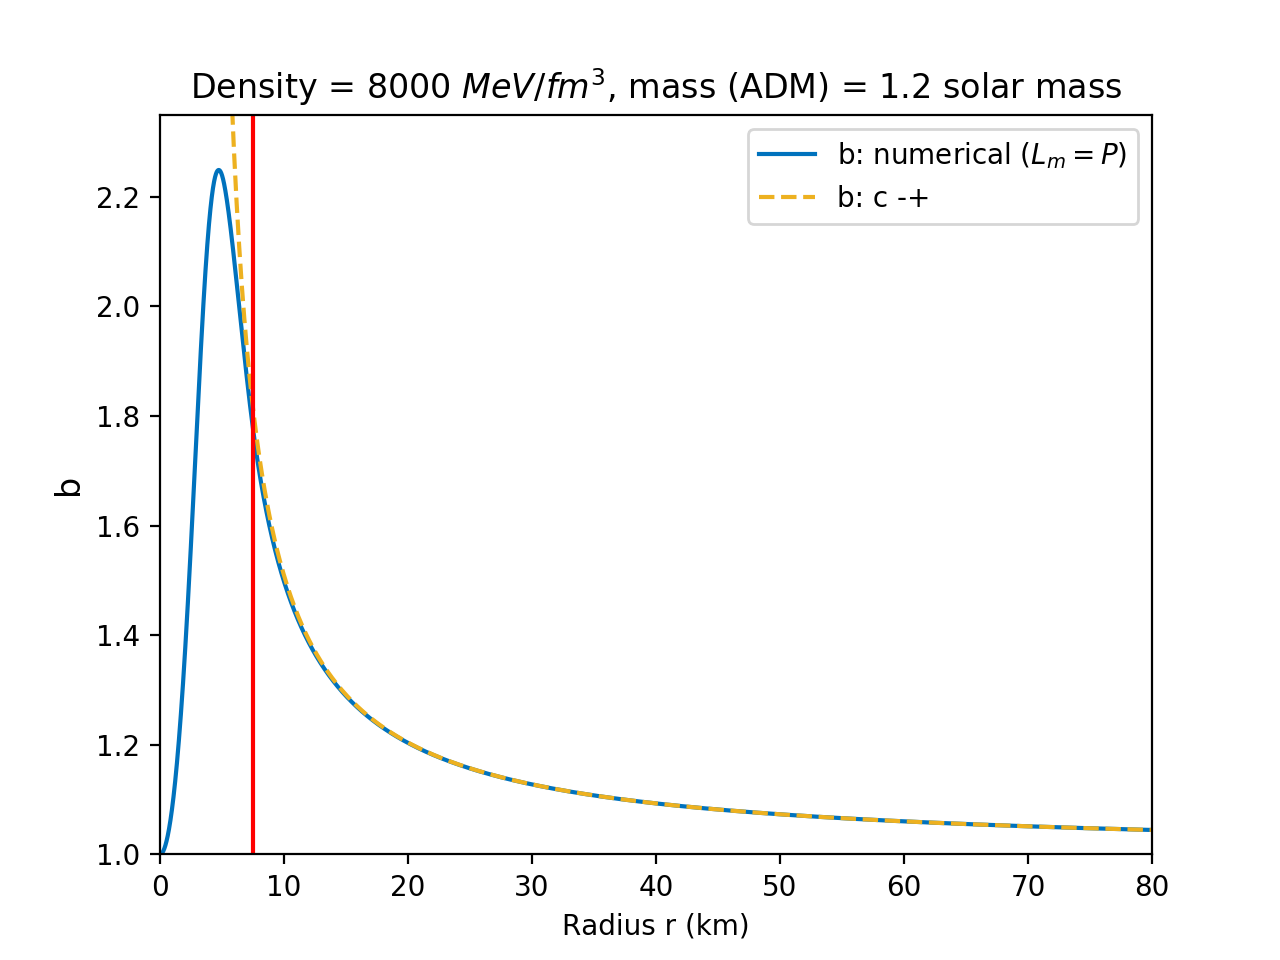 Density = 8000 MeV/fm³, mass (ADM) = 1.2 solar mass
b: numerical (Lₘ = P)
b: c -+
2.2
2.0
1.8
1.6
1.4
1.2
1.0
b
0 10 20 30 40 50 60 70 80
Radius r (km)